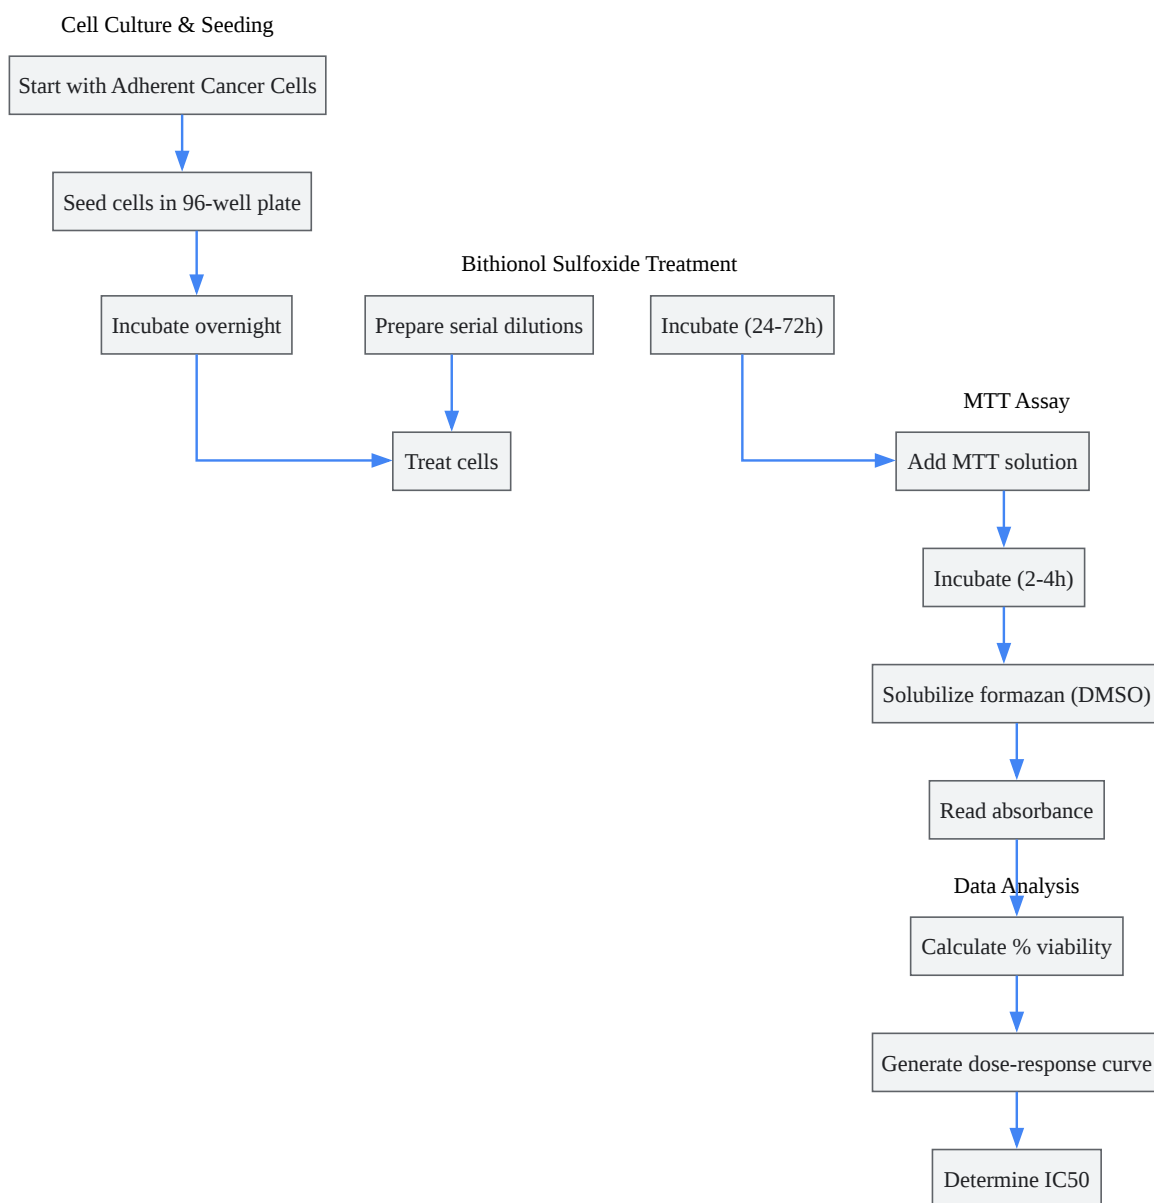 Cell Culture & Seeding
Start with Adherent Cancer Cells
Seed cells in 96-well plate
Incubate overnight
Bithionol Sulfoxide Treatment
Prepare serial dilutions
Incubate (24-72h)
Treat cells
MTT Assay
Add MTT solution
Incubate (2-4h)
Solubilize formazan (DMSO)
Read absorbance
Data Analysis
Calculate % viability
Generate dose-response curve
Determine IC50